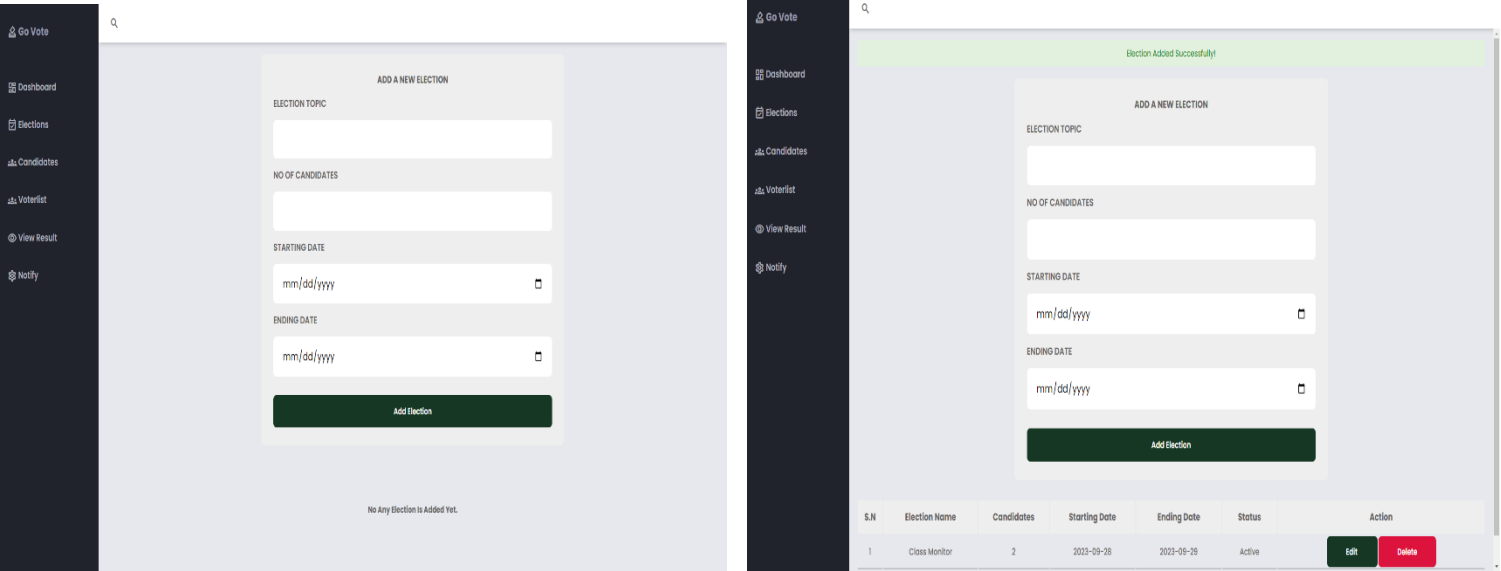 Go Vote
Dashboard
Elections
Candidates
Voterlist
View Result
Notify
ADD A NEW ELECTION
ELECTION TOPIC
NO OF CANDIDATES
STARTING DATE
mm/dd/yyyy
ENDING DATE
mm/dd/yyyy
Add Election
No Any Election Is Added Yet.
Go Vote
Dashboard
Elections
Candidates
Voterlist
View Result
Notify
Election Added Successfully!
ADD A NEW ELECTION
ELECTION TOPIC
NO OF CANDIDATES
STARTING DATE
mm/dd/yyyy
ENDING DATE
mm/dd/yyyy
Add Election
S.N Election Name Candidates Starting Date Ending Date Status Action
1 Class Monitor 2 2023-09-28 2023-09-29 Active Edit Delete